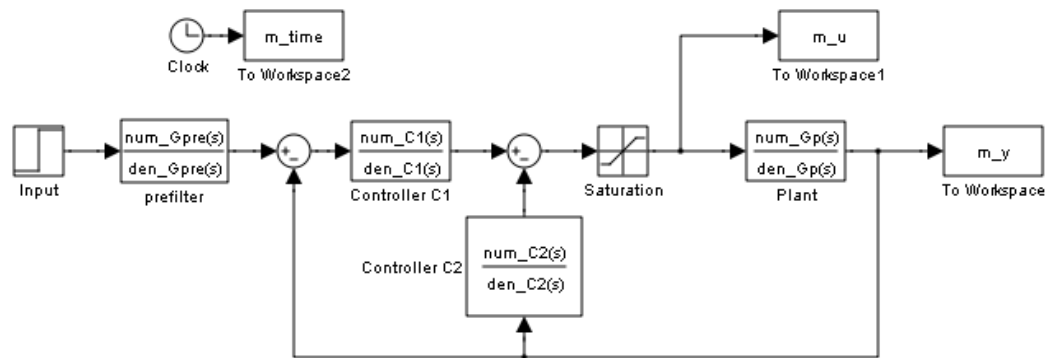 m_time
Clock
To Workspace2
m_u
To Workspace1
Input
num_Gpre(s)
den_Gpre(s)
prefilter
+
-
num_C1(s)
den_C1(s)
Controller C1
+
-
Saturation
num_Gp(s)
den_Gp(s)
Plant
m_y
To Workspace
Controller C2
num_C2(s)
den_C2(s)